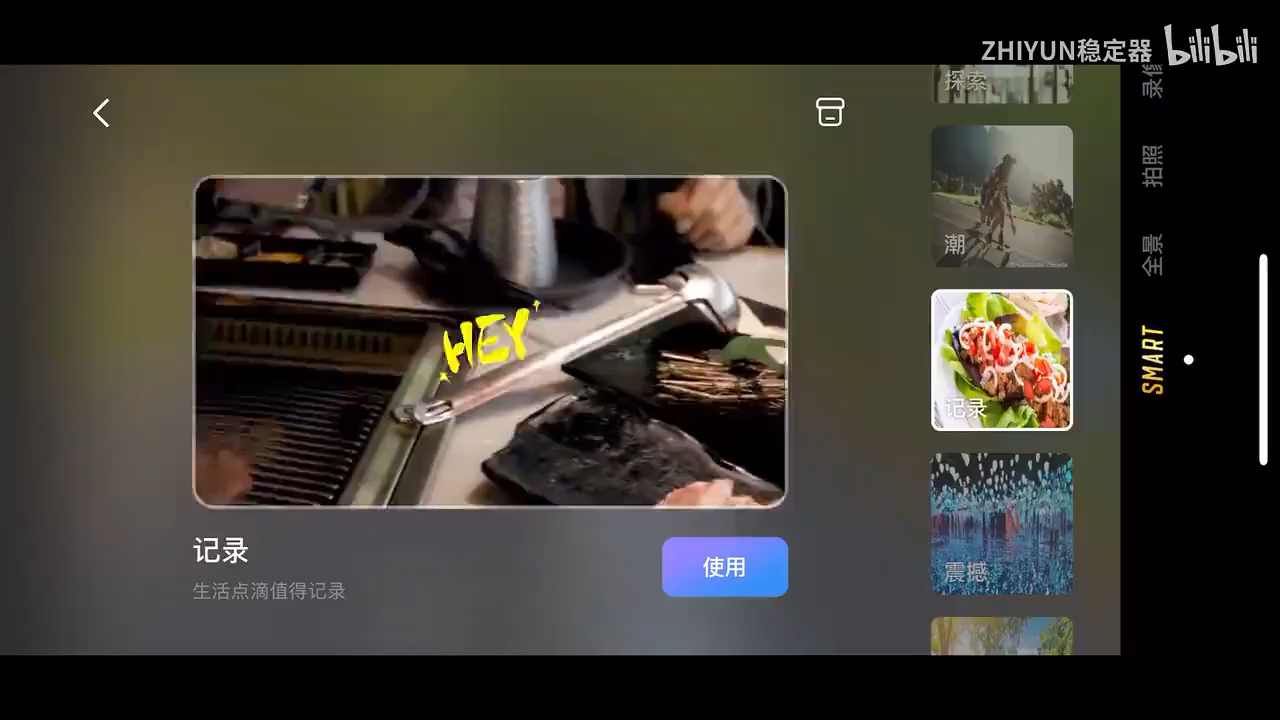 ZHIYUN稳定器 bilibili
探索
录像
拍照
潮
全景
HEY
SMART
记录
记录
使用
生活点滴值得记录
震撼